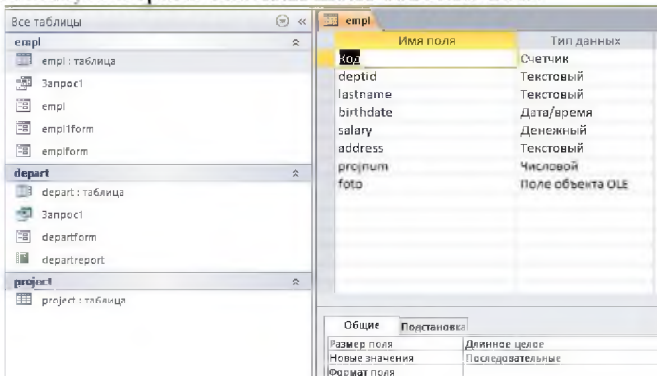 Все таблицы
empl
empl : таблица
Запрос1
empl
empl1form
emplform
depart
depart : таблица
Запрос1
departform
departreport
project
project : таблица
empl
Имя поля Тип данных
Код Счетчик
deptid Текстовый
lastname Текстовый
birthdate Дата/время
salary Денежный
address Текстовый
projnum Числовой
foto Поле объекта OLE
Общие Подстановка
Размер поля Длинное целое
Новые значения Последовательные
Формат поля